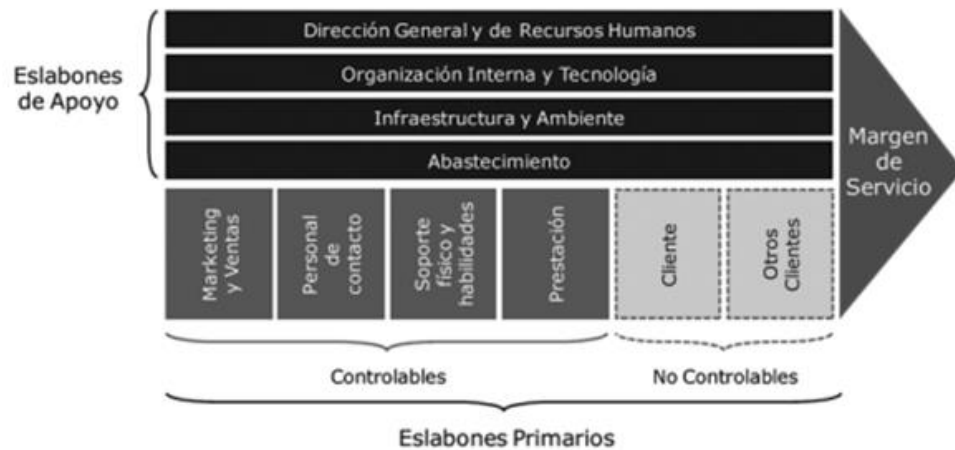 Dirección General y de Recursos Humanos
Organización Interna y Tecnología
Infraestructura y Ambiente
Abastecimiento
Eslabones
de Apoyo
Margen
de
Servicio
Marketing
y Ventas
Personal
de
contacto
Soporte
físico y
habilidades
Prestación
Cliente
Otros
Clientes
Controlables
No Controlables
Eslabones Primarios